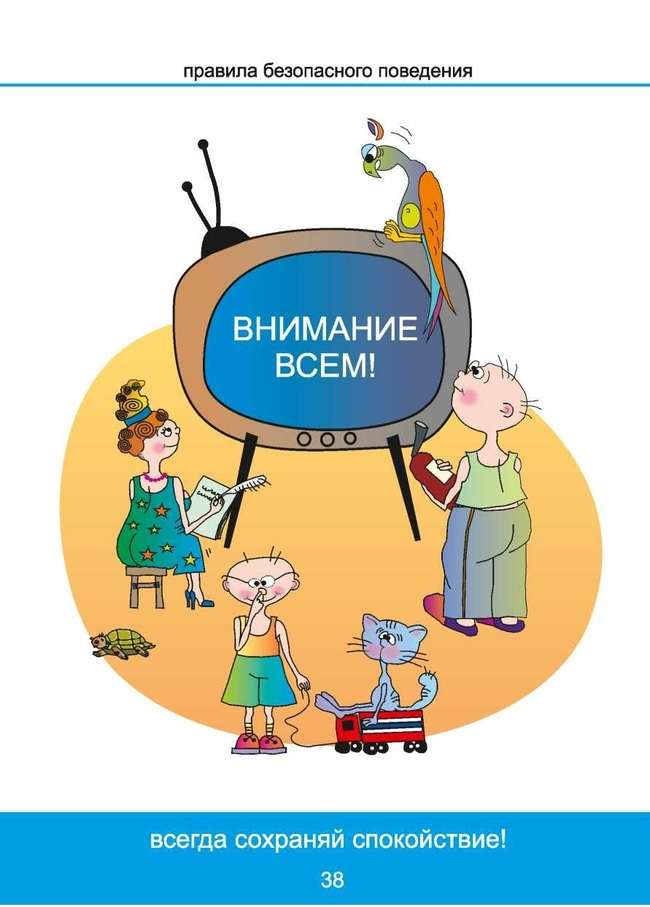 правила безопасного поведения
ВНИМАНИЕ
ВСЕМ!
всегда сохраняй спокойствие!
38